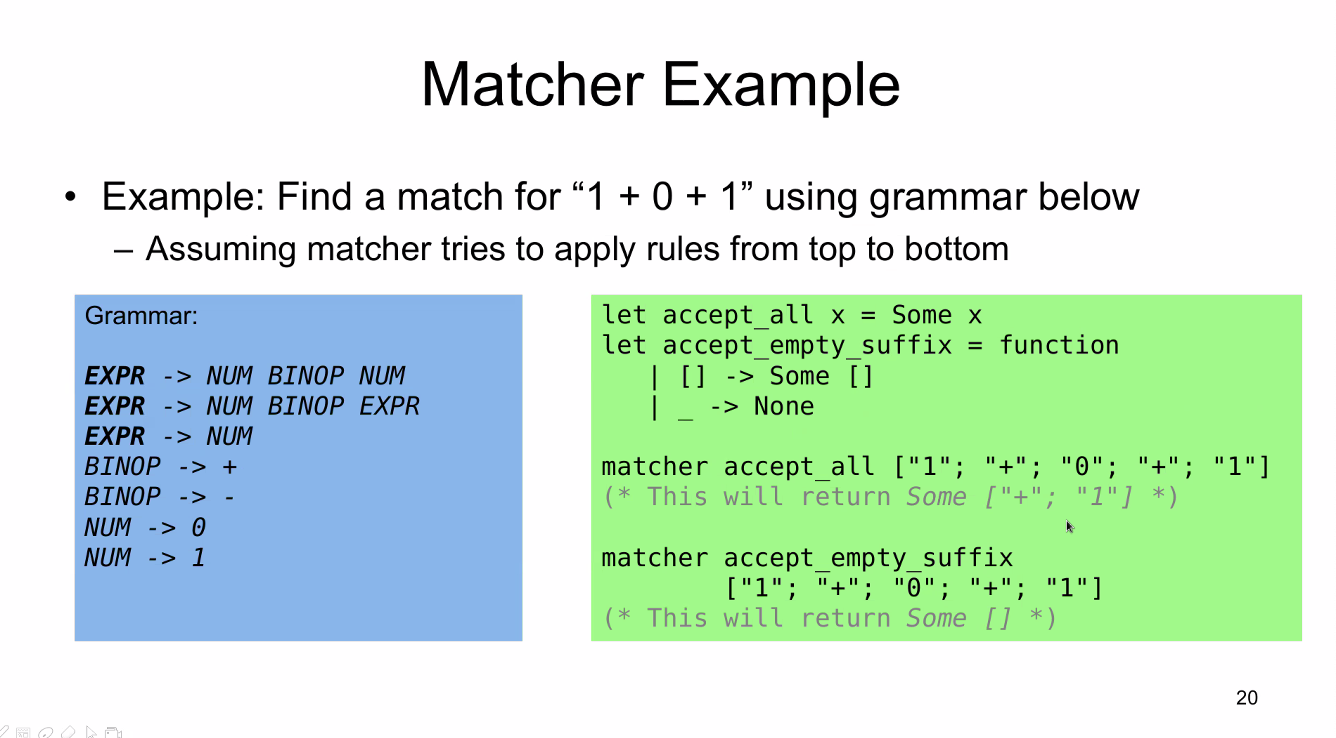 Matcher Example
• Example: Find a match for “1 + 0 + 1” using grammar below
– Assuming matcher tries to apply rules from top to bottom
Grammar:
EXPR -> NUM BINOP NUM
EXPR -> NUM BINOP EXPR
EXPR -> NUM
BINOP -> +
BINOP -> -
NUM -> 0
NUM -> 1
let accept_all x = Some x
let accept_empty_suffix = function
   | [] -> Some []
   | _ -> None
matcher accept_all ["1"; "+"; "0"; "+"; "1"]
(* This will return Some ["+"; "1"] *)
matcher accept_empty_suffix
        ["1"; "+"; "0"; "+"; "1"]
(* This will return Some [] *)
20